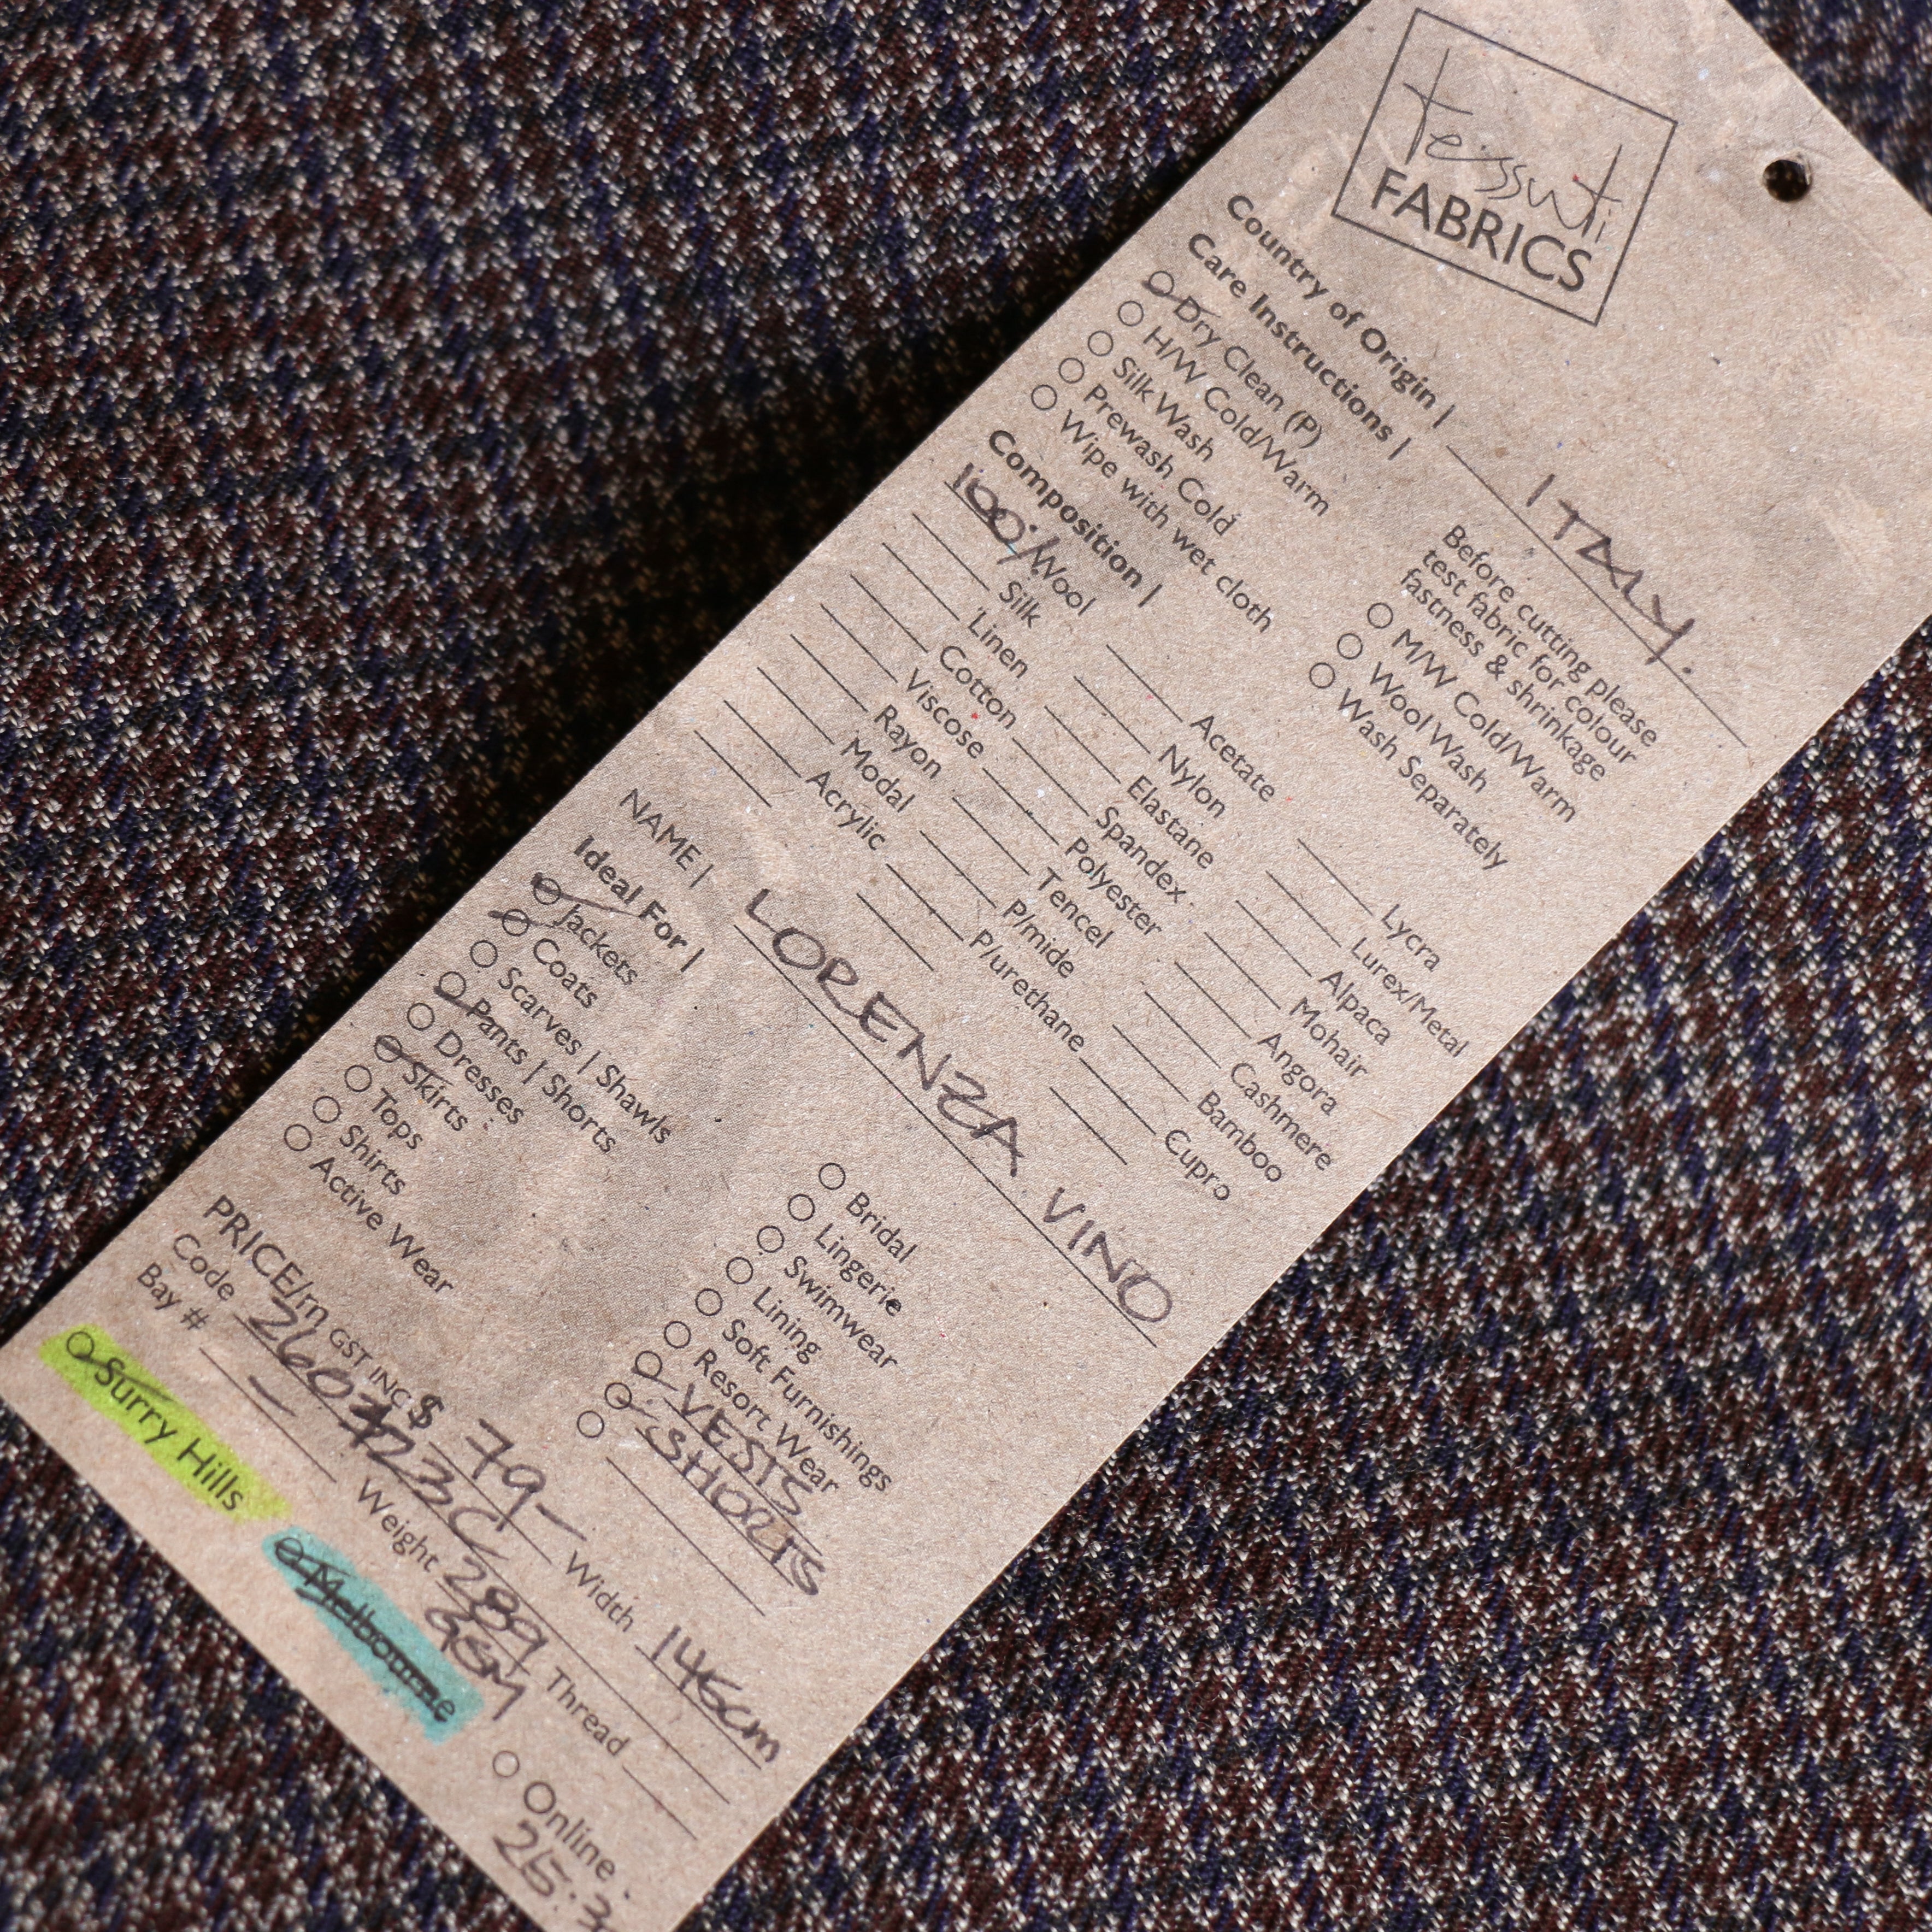 tessuti
FABRICS
Country of Origin | ITALY.
Care Instructions |
Before cutting please
test fabric for colour
fastness & shrinkage
Dry Clean (P)
H/W Cold/Warm
Silk Wash
Prewash Cold
Wipe with wet cloth
M/W Cold/Warm
Wool Wash
Wash Separately
Composition |
100% Wool
Silk
Linen
Cotton
Viscose
Rayon
Modal
Acrylic
Acetate
Nylon
Elastane
Spandex
Polyester
Tencel
P/mide
P/urethane
Lycra
Lurex/Metal
Alpaca
Mohair
Angora
Cashmere
Bamboo
Cupro
NAME | LORENZA VINO
Ideal For |
Jackets
Coats
Scarves | Shawls
Pants | Shorts
Dresses
Skirts
Tops
Shirts
Active Wear
Bridal
Lingerie
Swimwear
Lining
Soft Furnishings
Resort Wear
VESTS
SHORTS
PRICE/m GST INC $ 79- Width 145cm
Code
Weight 289 GSM Thread
Bay # -
Surry Hills
Melbourne
Online